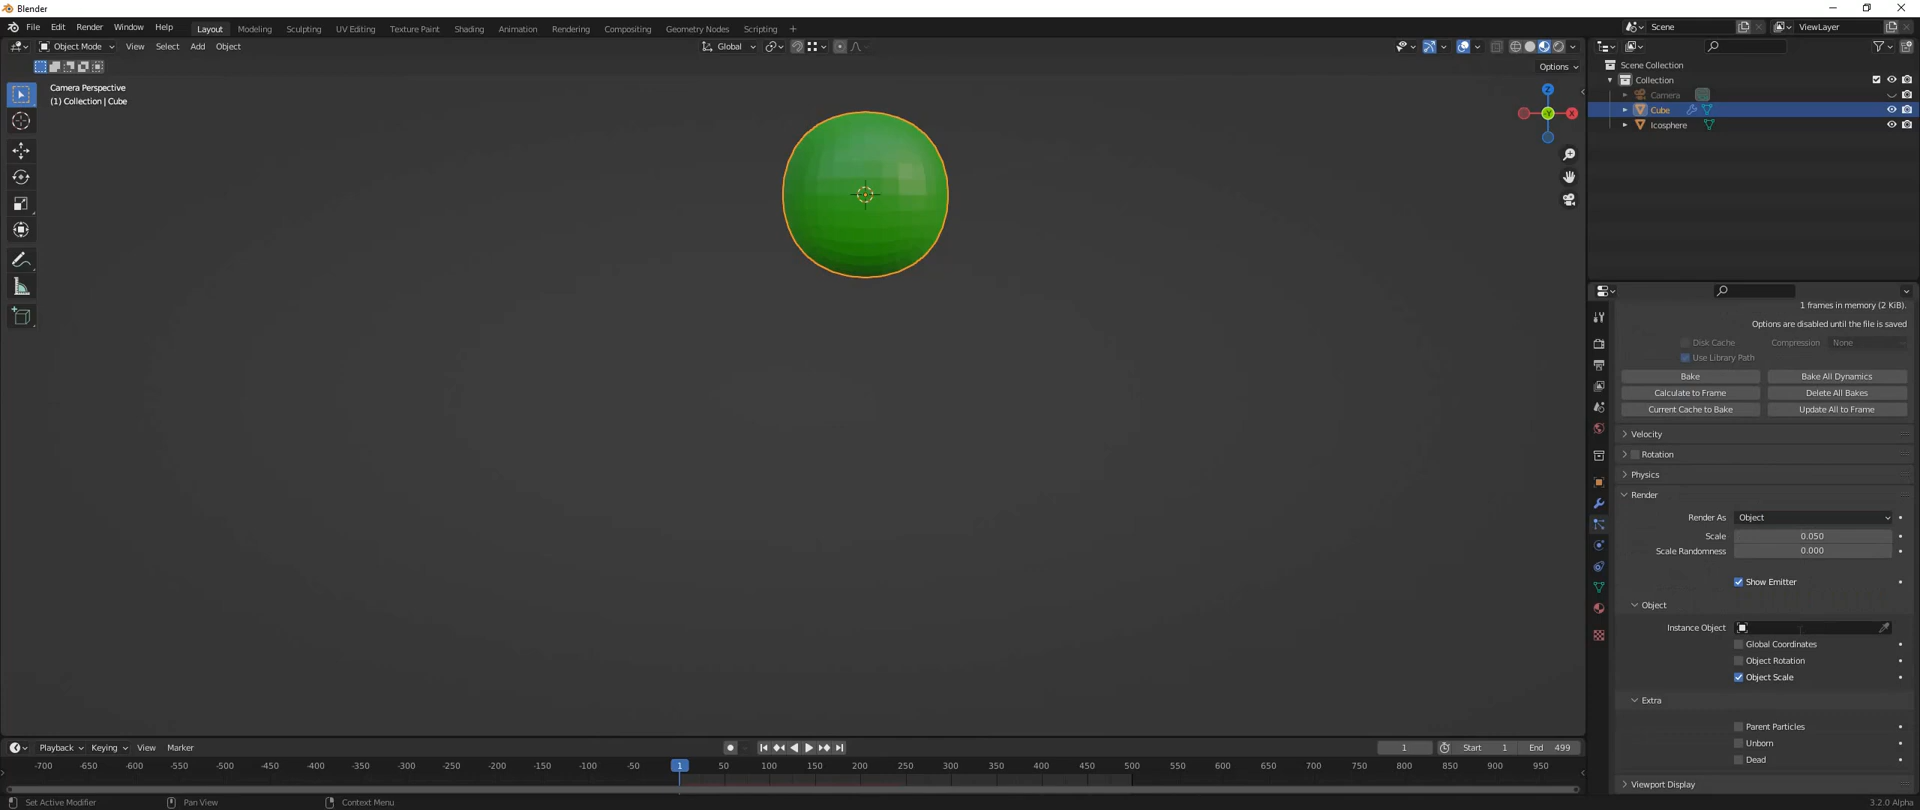 Blender
File Edit Render Window Help Layout Modeling Sculpting UV Editing Texture Paint Shading Animation Rendering Compositing Geometry Nodes Scripting + Scene ViewLayer
Object Mode View Select Add Object Global
Options
Camera Perspective
(1) Collection | Cube
Z
Y
X
Scene Collection
Collection
Camera
Cube
Icosphere
1 frames in memory (2 KiB).
Options are disabled until the file is saved
Disk Cache Compression None
Use Library Path
Bake Bake All Dynamics
Calculate to Frame Delete All Bakes
Current Cache to Bake Update All to Frame
Velocity
Rotation
Physics
Render
Render As Object
Scale 0.050
Scale Randomness 0.000
Show Emitter
Object
Instance Object
Global Coordinates
Object Rotation
Object Scale
Extra
Parent Particles
Unborn
Dead
Viewport Display
Playback Keying View Marker 1 Start 1 End 499
-700 -650 -600 -550 -500 -450 -400 -350 -300 -250 -200 -150 -100 -50 1 50 100 150 200 250 300 350 400 450 500 550 600 650 700 750 800 850 900 950
Set Active Modifier Pan View Context Menu 3.2.0 Alpha